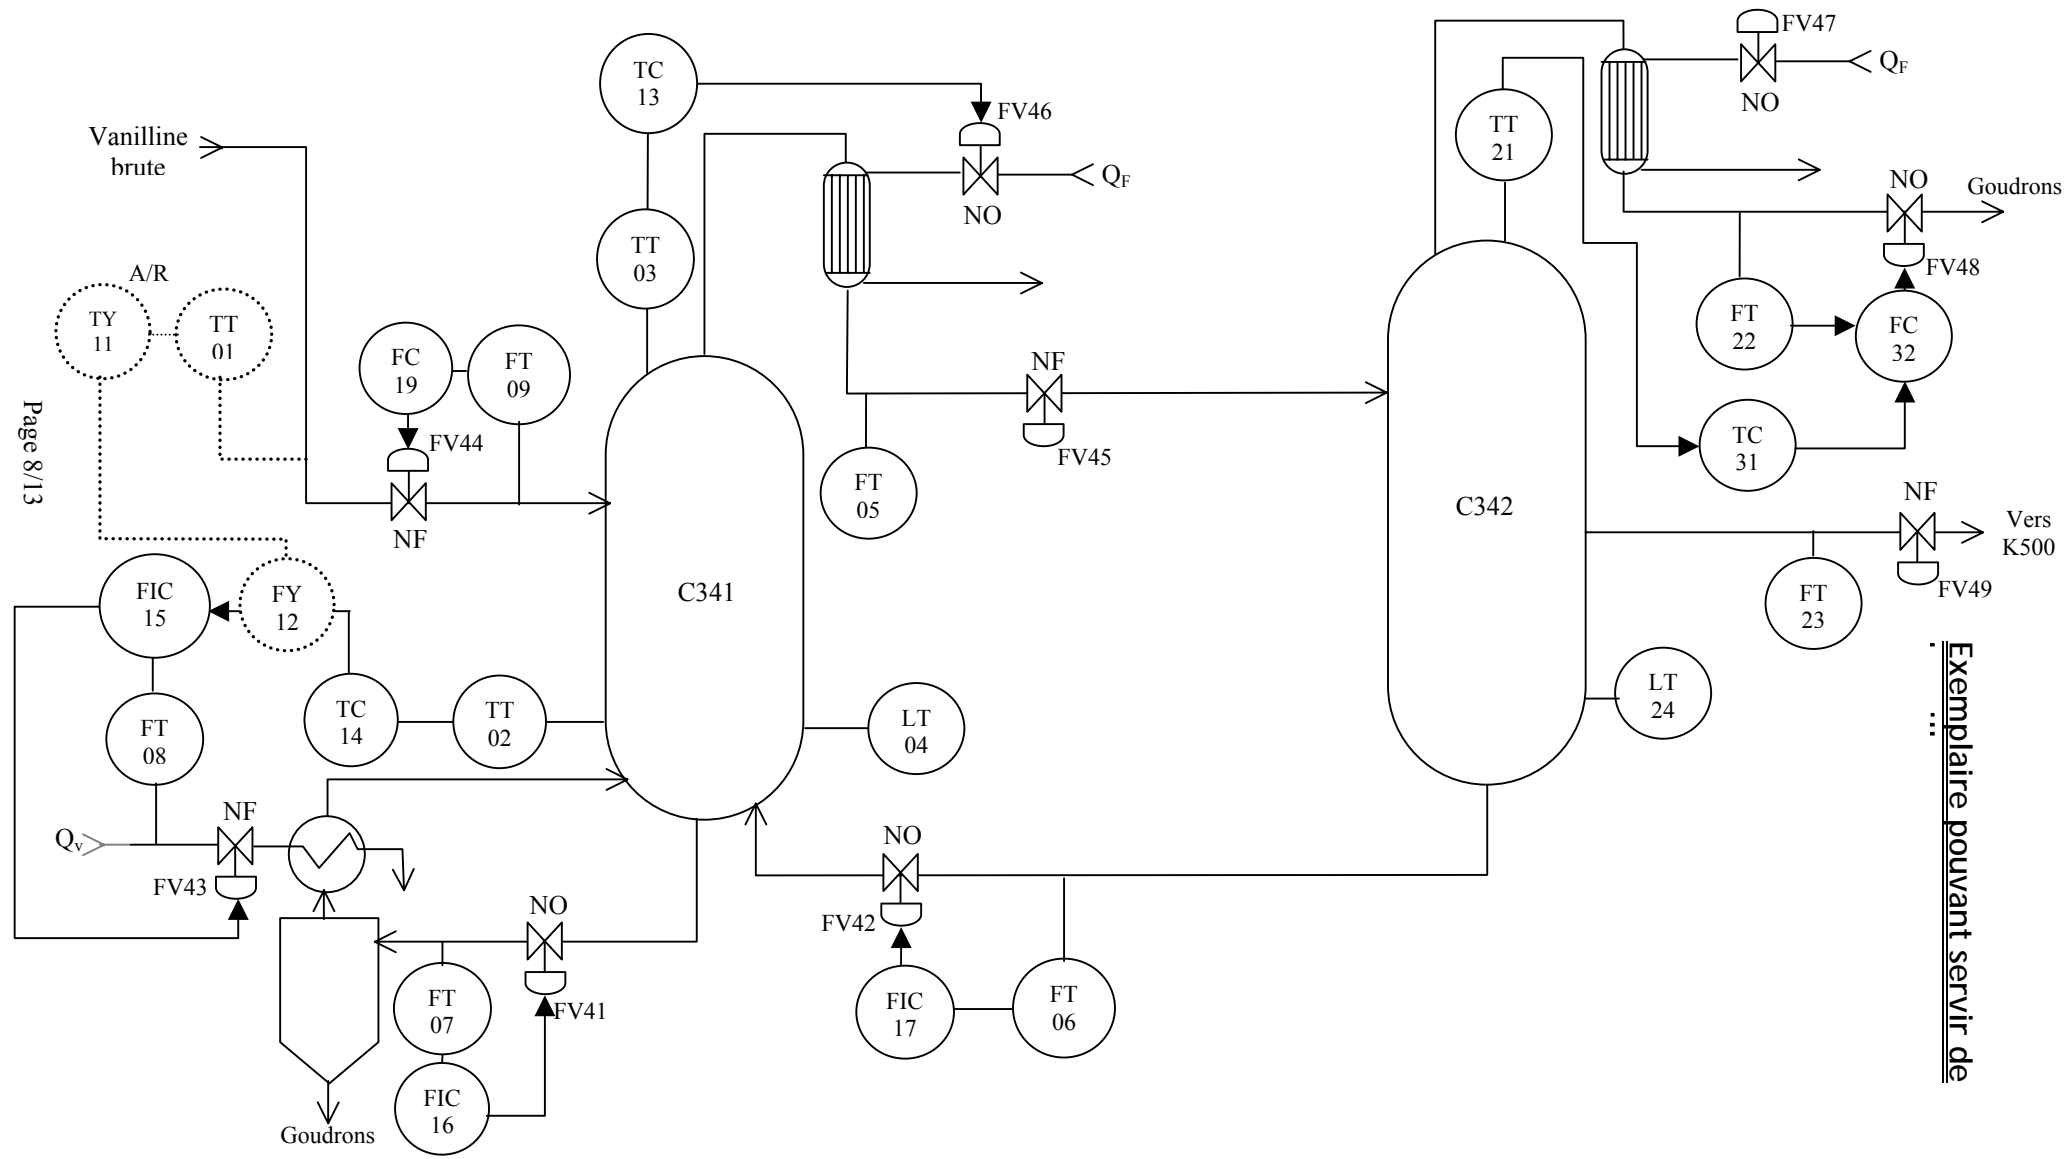 TC
13
FV46
Q_F
NO
TT
03
Vanilline
brute
A/R
TY
11
TT
01
FC
19
FT
09
FV44
NF
Page 8/13
FIC
15
FY
12
FT
08
TC
14
TT
02
C341
LT
04
NF
Q_v
FV43
NO
FV41
FT
07
FIC
16
Goudrons
NF
FV45
FT
05
NO
FV42
FIC
17
FT
06
FV47
Q_F
NO
TT
21
NO
Goudrons
FV48
FT
22
FC
32
TC
31
C342
NF
Vers
K500
FV49
FT
23
LT
24
Exemplaire pouvant servir de